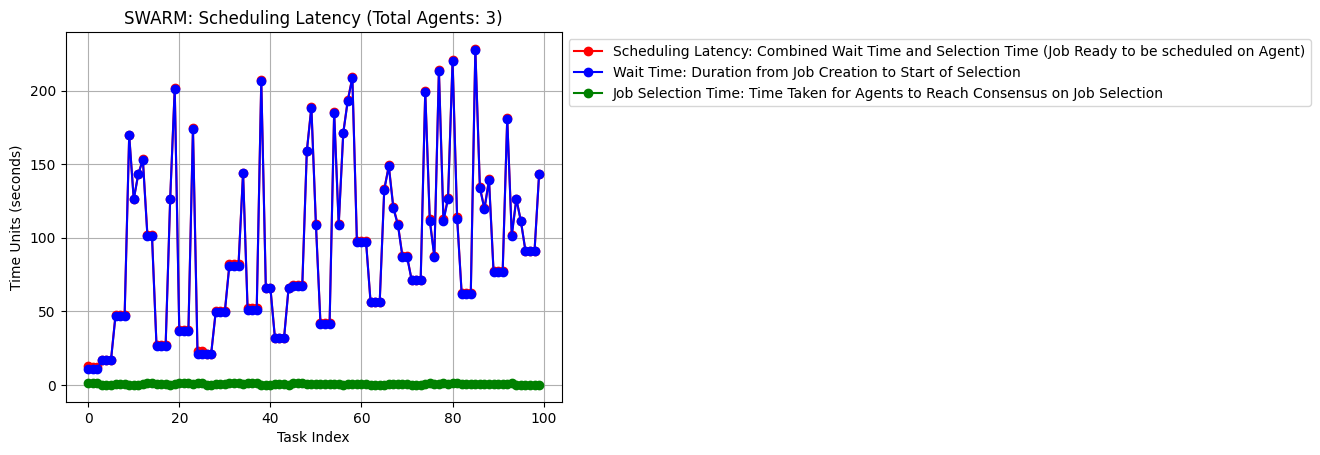 SWARM: Scheduling Latency (Total Agents: 3)
Scheduling Latency: Combined Wait Time and Selection Time (Job Ready to be scheduled on Agent)
Wait Time: Duration from Job Creation to Start of Selection
Job Selection Time: Time Taken for Agents to Reach Consensus on Job Selection
Time Units (seconds)
200
150
100
50
0
0 20 40 60 80 100
Task Index